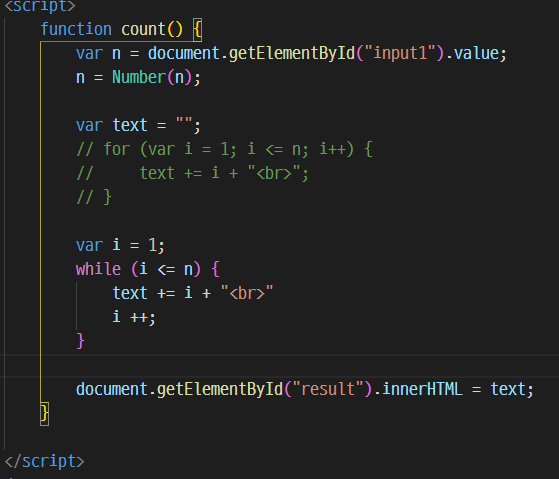 <script>
function count() {
var n = document.getElementById("input1").value;
n = Number(n);
var text = "";
// for (var i = 1; i <= n; i++) {
//     text += i + "<br>";
// }
var i = 1;
while (i <= n) {
text += i + "<br>"
i ++;
}
document.getElementById("result").innerHTML = text;
}
</script>